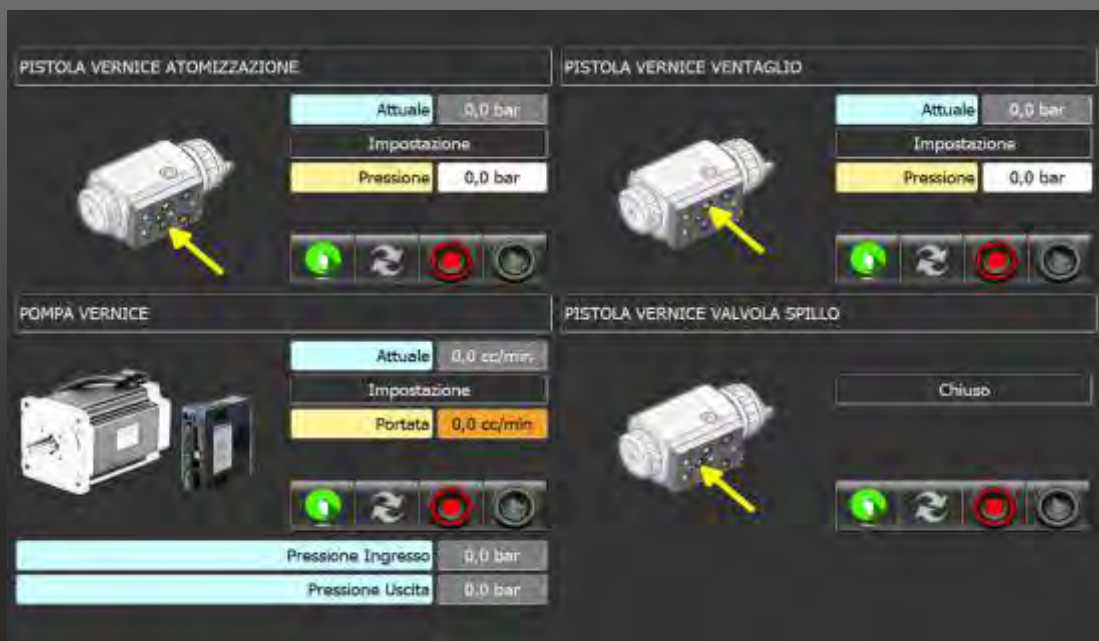 PISTOLA VERNICE ATOMIZZAZIONE
Attuale 0,0 bar
Impostazione
Pressione 0,0 bar
PISTOLA VERNICE VENTAGLIO
Attuale 0,0 bar
Impostazione
Pressione 0,0 bar
POMPA VERNICE
Attuale 0,0 cc/min
Impostazione
Portata 0,0 cc/min
Pressione Ingresso 0,0 bar
Pressione Uscita 0,0 bar
PISTOLA VERNICE VALVOLA SPILLO
Chiuso